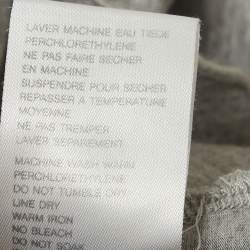 LAVER MACHINE EAU TIEDE
PERCHLORETHYLENE
NE PAS FAIRE SECHER
EN MACHINE
SUSPENDRE POUR SECHER
REPASSER A TEMPERATURE
MOYENNE
NE PAS TREMPER
LAVER SEPAREMENT
MACHINE WASH WARM
PERCHLORETHYLENE
DO NOT TUMBLE DRY
LINE DRY
WARM IRON
NO BLEACH
DO NOT SOAK